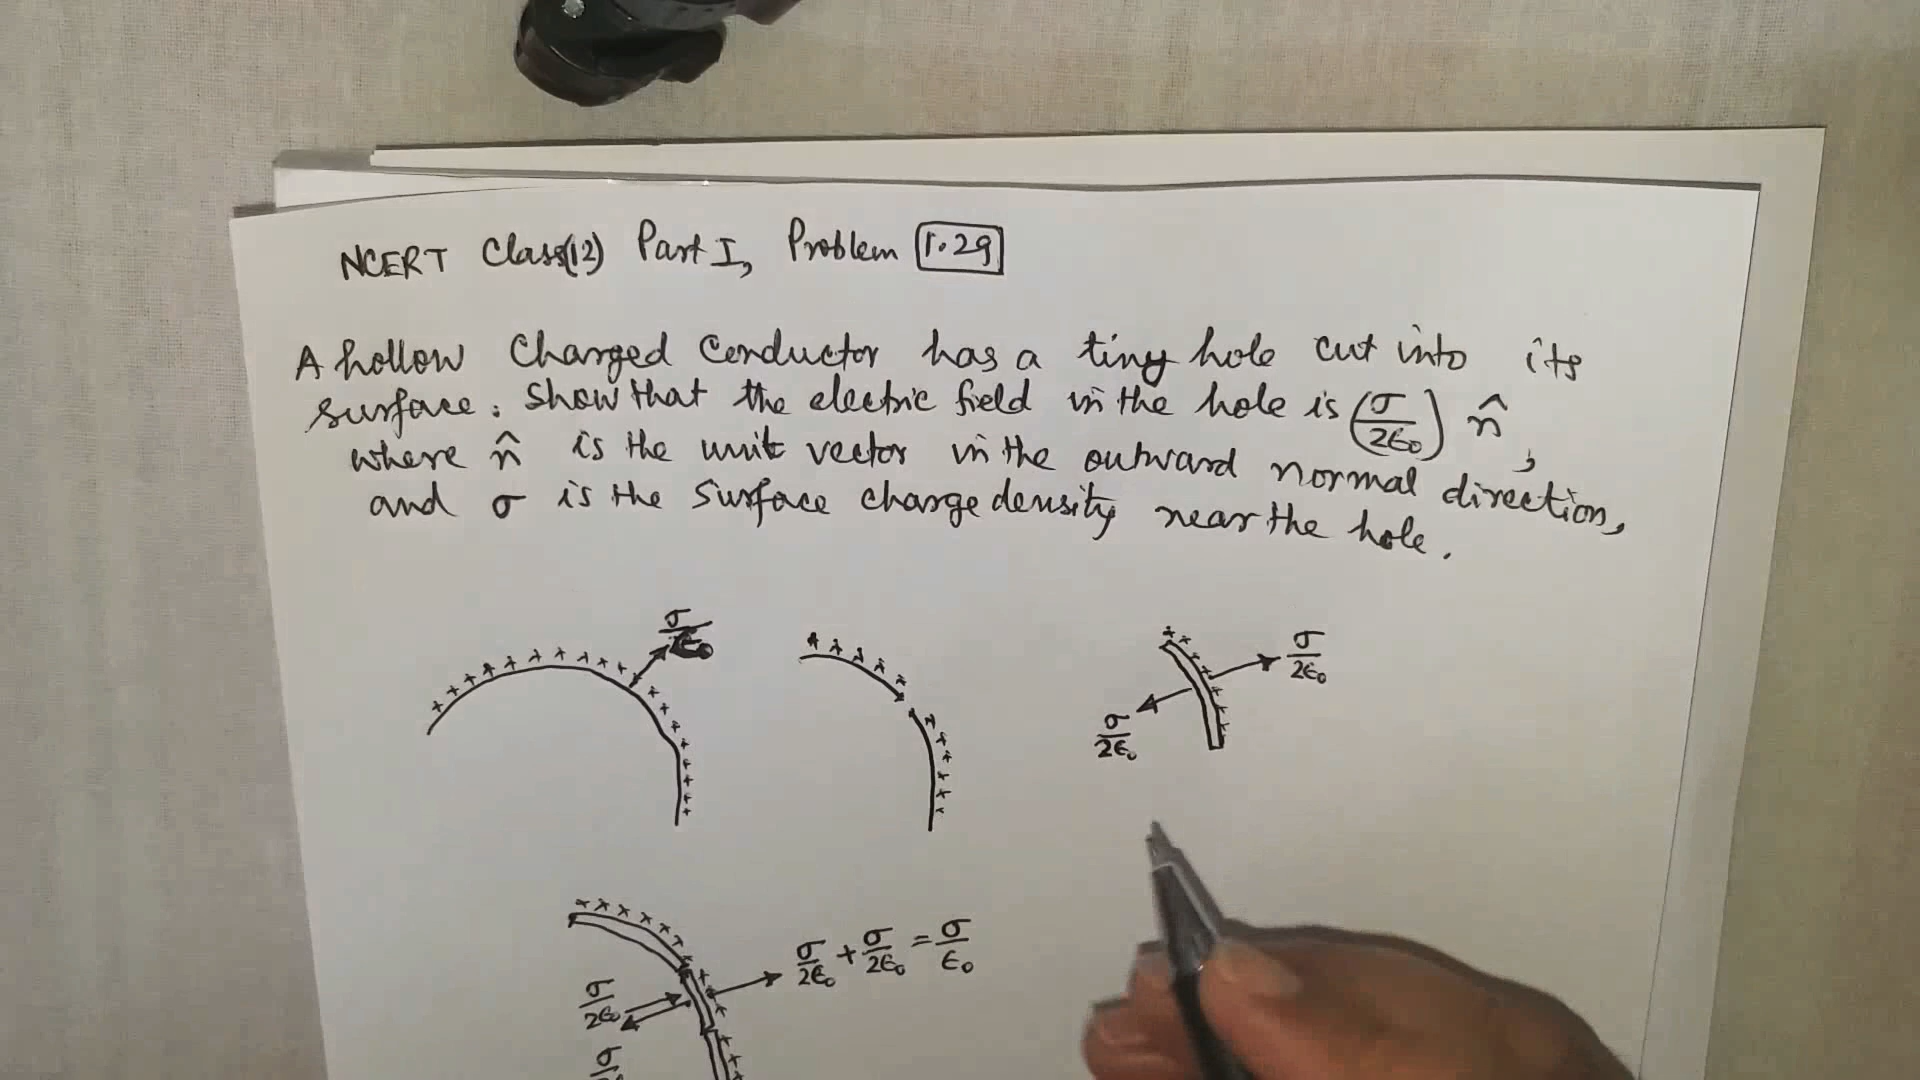 NCERT Class(12) Part I, Problem 1.29
A hollow charged conductor has a tiny hole cut into its
surface. Show that the electric field in the hole is (σ/2ϵ₀) n̂,
where n̂ is the unit vector in the outward normal direction,
and σ is the surface charge density near the hole.
σ/ϵ₀
σ/2ϵ₀
σ/2ϵ₀
σ/2ϵ₀ + σ/2ϵ₀ = σ/ϵ₀
σ/2ϵ₀